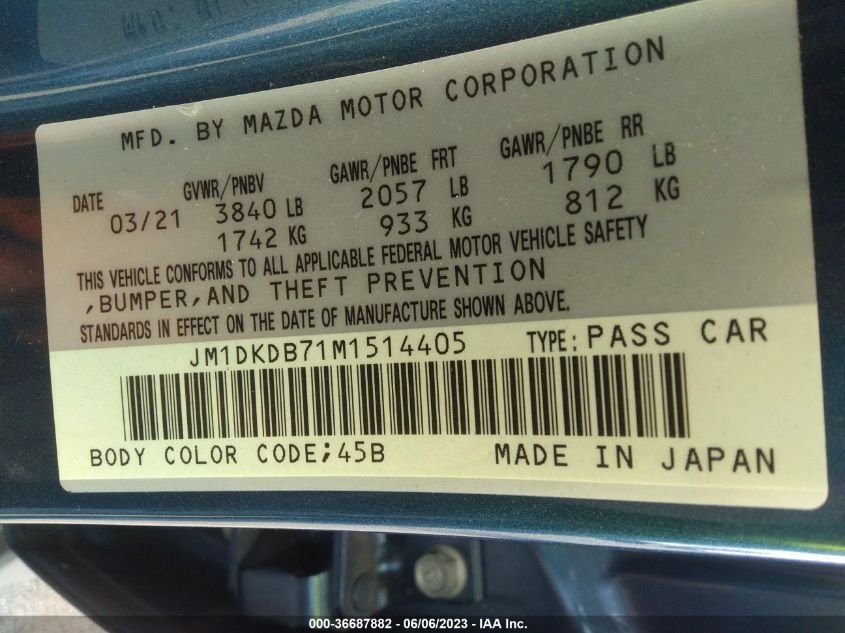 MFD. BY MAZDA MOTOR CORPORATION
DATE GVWR/PNBV GAWR/PNBE FRT GAWR/PNBE RR
03/21 3840 LB 2057 LB 1790 LB
1742 KG 933 KG 812 KG
THIS VEHICLE CONFORMS TO ALL APPLICABLE FEDERAL MOTOR VEHICLE SAFETY
,BUMPER,AND THEFT PREVENTION
STANDARDS IN EFFECT ON THE DATE OF MANUFACTURE SHOWN ABOVE.
JM1DKDB71M1514405 TYPE: PASS CAR
BODY COLOR CODE;45B MADE IN JAPAN
000-36687882 - 06/06/2023 - IAA Inc.